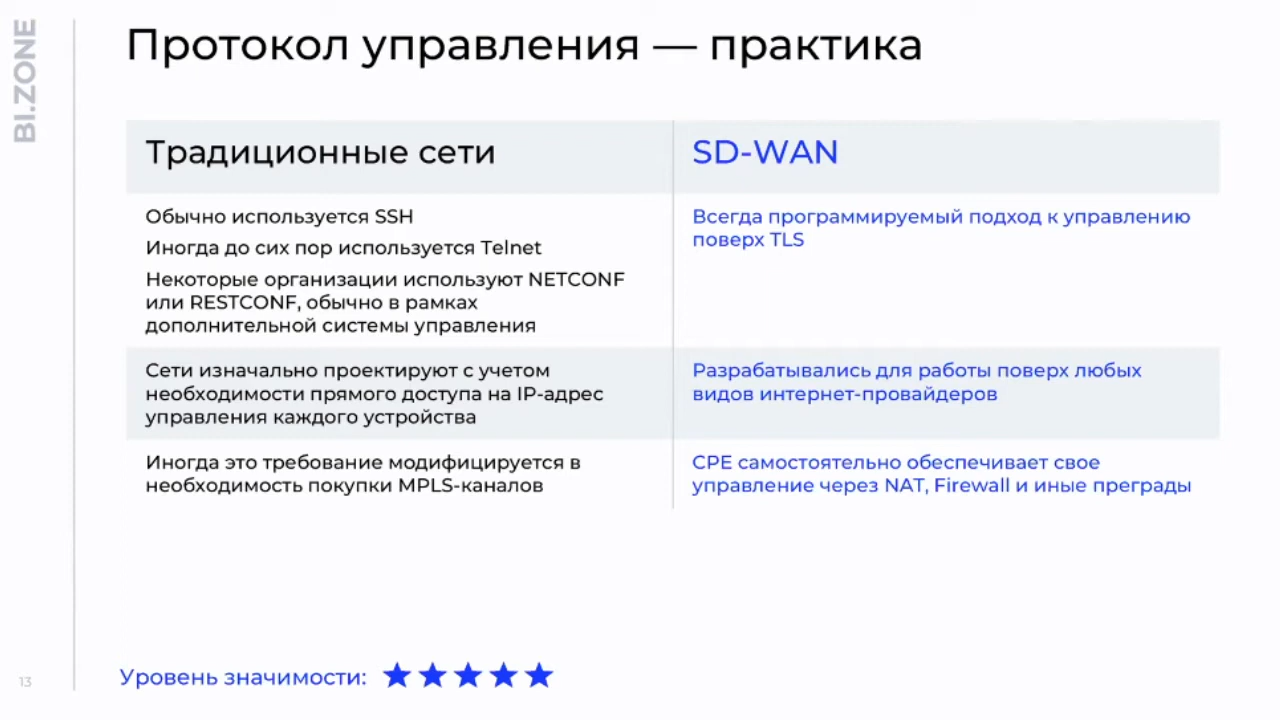 BI.ZONE
Протокол управления — практика
Традиционные сети
SD-WAN
Обычно используется SSH
Иногда до сих пор используется Telnet
Некоторые организации используют NETCONF
или RESTCONF, обычно в рамках
дополнительной системы управления
Всегда программируемый подход к управлению
поверх TLS
Сети изначально проектируют с учетом
необходимости прямого доступа на IP-адрес
управления каждого устройства
Разрабатывались для работы поверх любых
видов интернет-провайдеров
Иногда это требование модифицируется в
необходимость покупки MPLS-каналов
CPE самостоятельно обеспечивает свое
управление через NAT, Firewall и иные преграды
Уровень значимости: ★★★★★
13